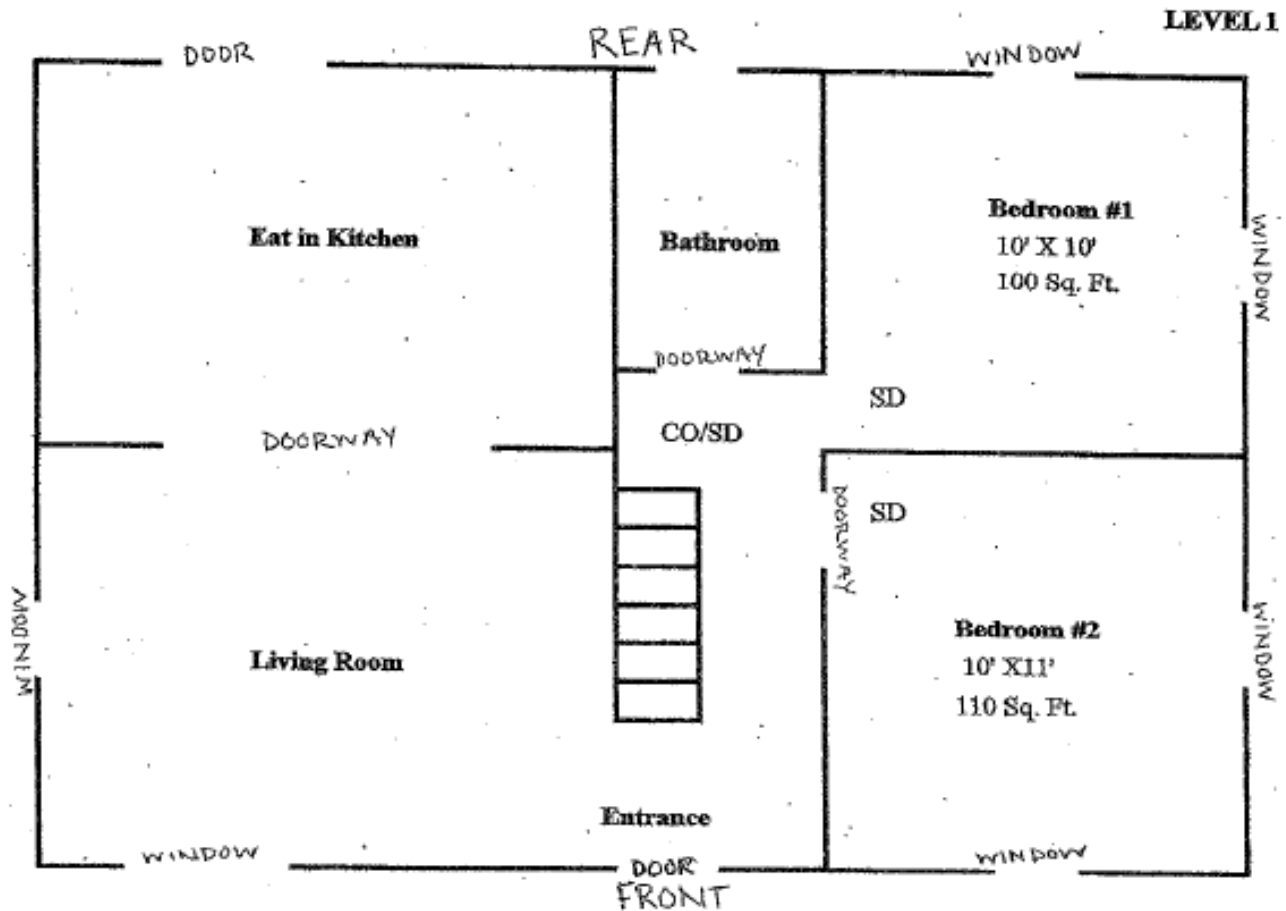 LEVEL 1
REAR
DOOR
WINDOW
Eat in Kitchen
Bathroom
Bedroom #1
10' X 10'
100 Sq. Ft.
WINDOW
DOORWAY
SD
DOORWAY
CO/SD
DOORWAY
SD
WINDOW
Living Room
Bedroom #2
10' X11'
110 Sq. Ft.
WINDOW
Entrance
WINDOW
DOOR
WINDOW
FRONT